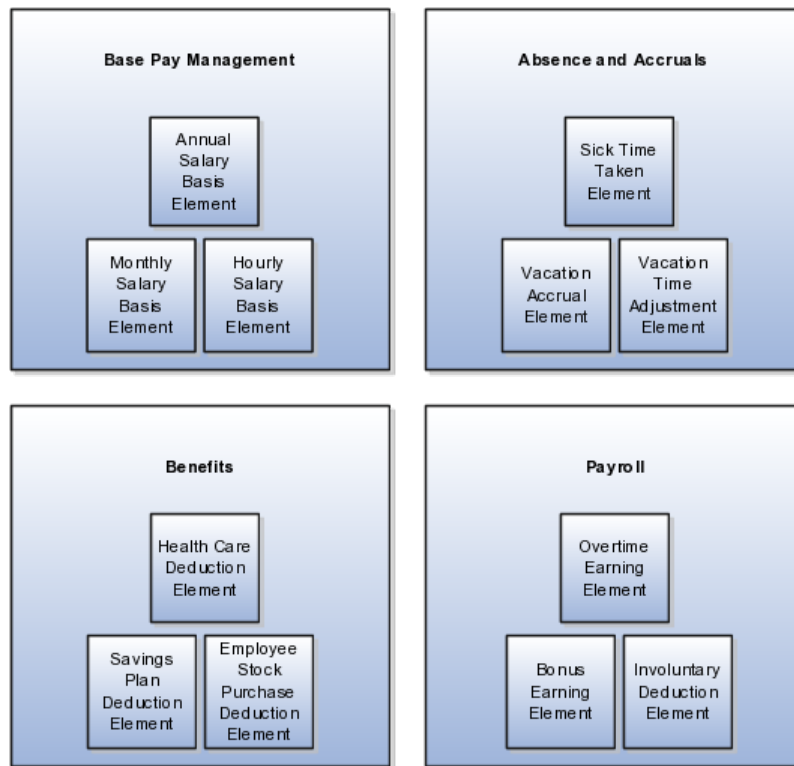 Base Pay Management
Annual
Salary
Basis
Element
Monthly
Salary
Basis
Element
Hourly
Salary
Basis
Element
Absence and Accruals
Sick Time
Taken
Element
Vacation
Accrual
Element
Vacation
Time
Adjustment
Element
Benefits
Health Care
Deduction
Element
Savings
Plan
Deduction
Element
Employee
Stock
Purchase
Deduction
Element
Payroll
Overtime
Earning
Element
Bonus
Earning
Element
Involuntary
Deduction
Element